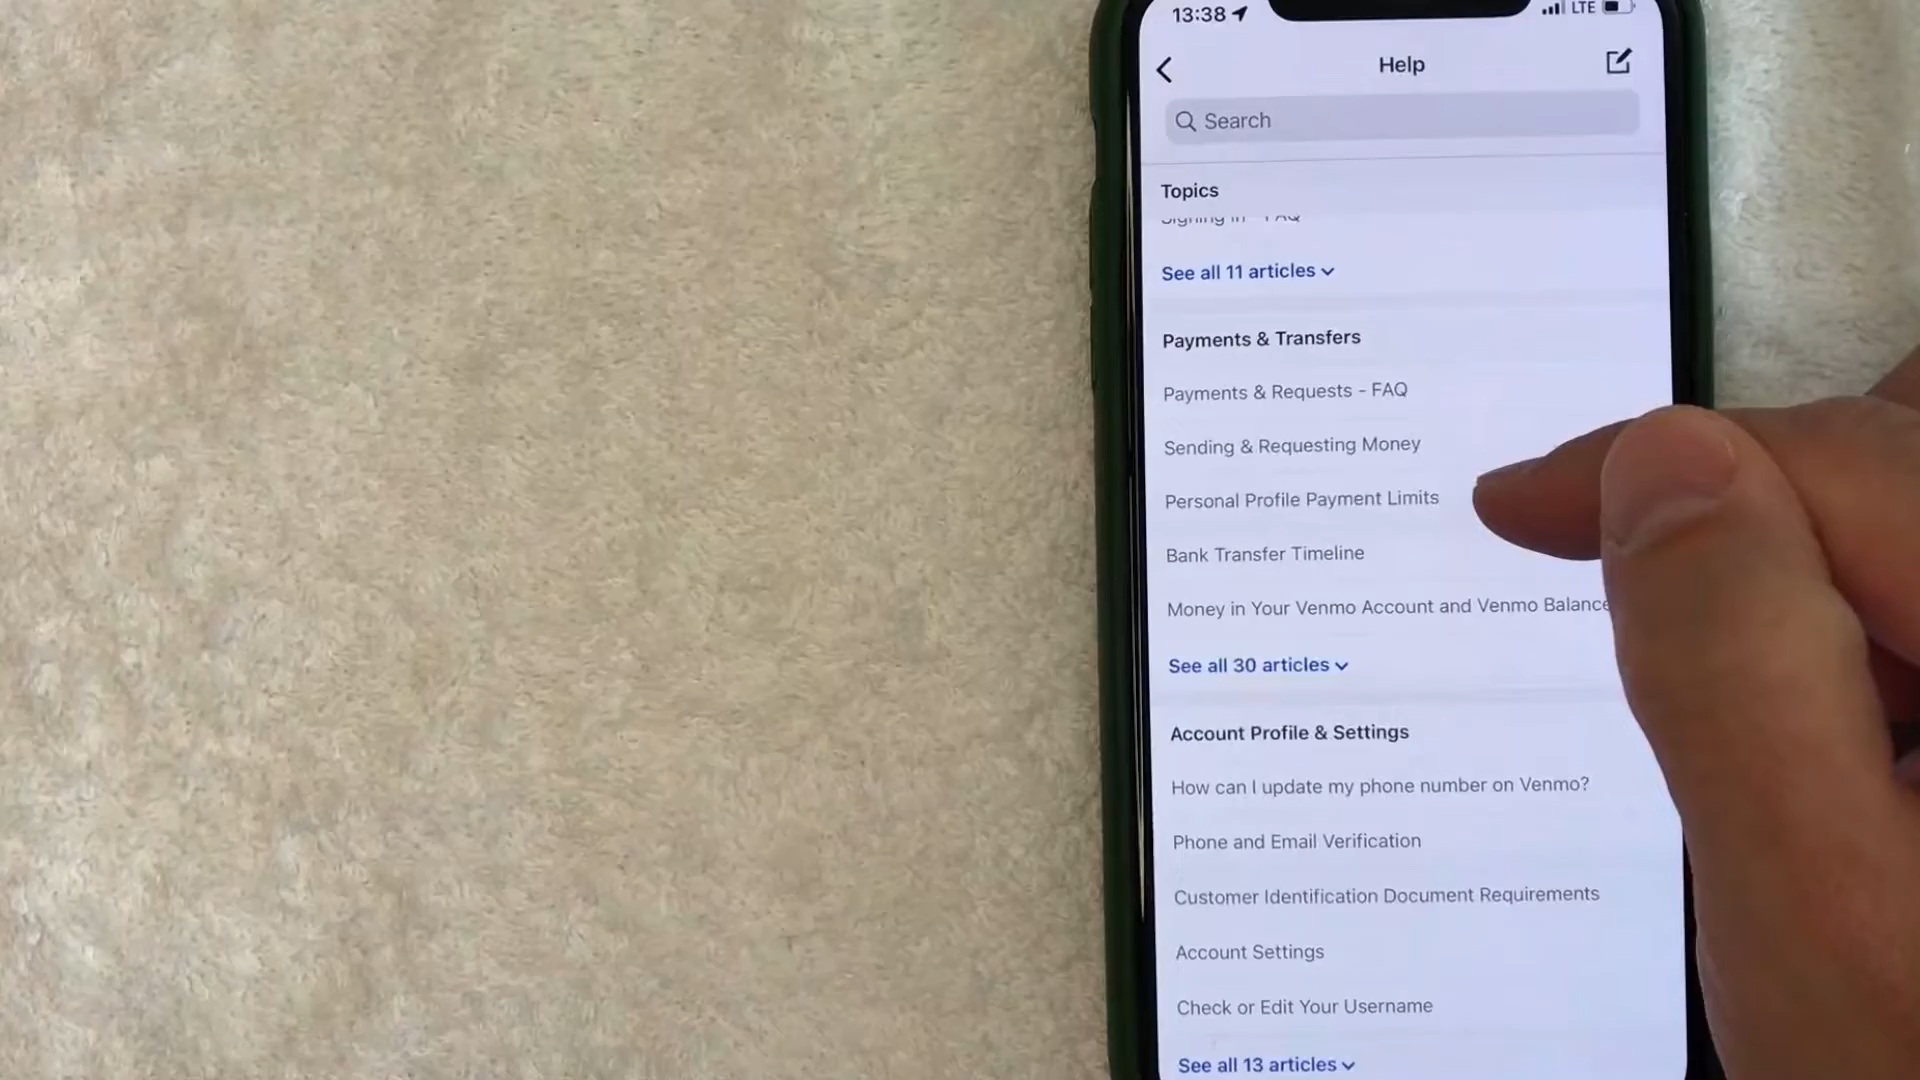 13:38
LTE
Help
Search
Topics
Signing in - FAQ
See all 11 articles
Payments & Transfers
Payments & Requests - FAQ
Sending & Requesting Money
Personal Profile Payment Limits
Bank Transfer Timeline
Money in Your Venmo Account and Venmo Balance
See all 30 articles
Account Profile & Settings
How can I update my phone number on Venmo?
Phone and Email Verification
Customer Identification Document Requirements
Account Settings
Check or Edit Your Username
See all 13 articles